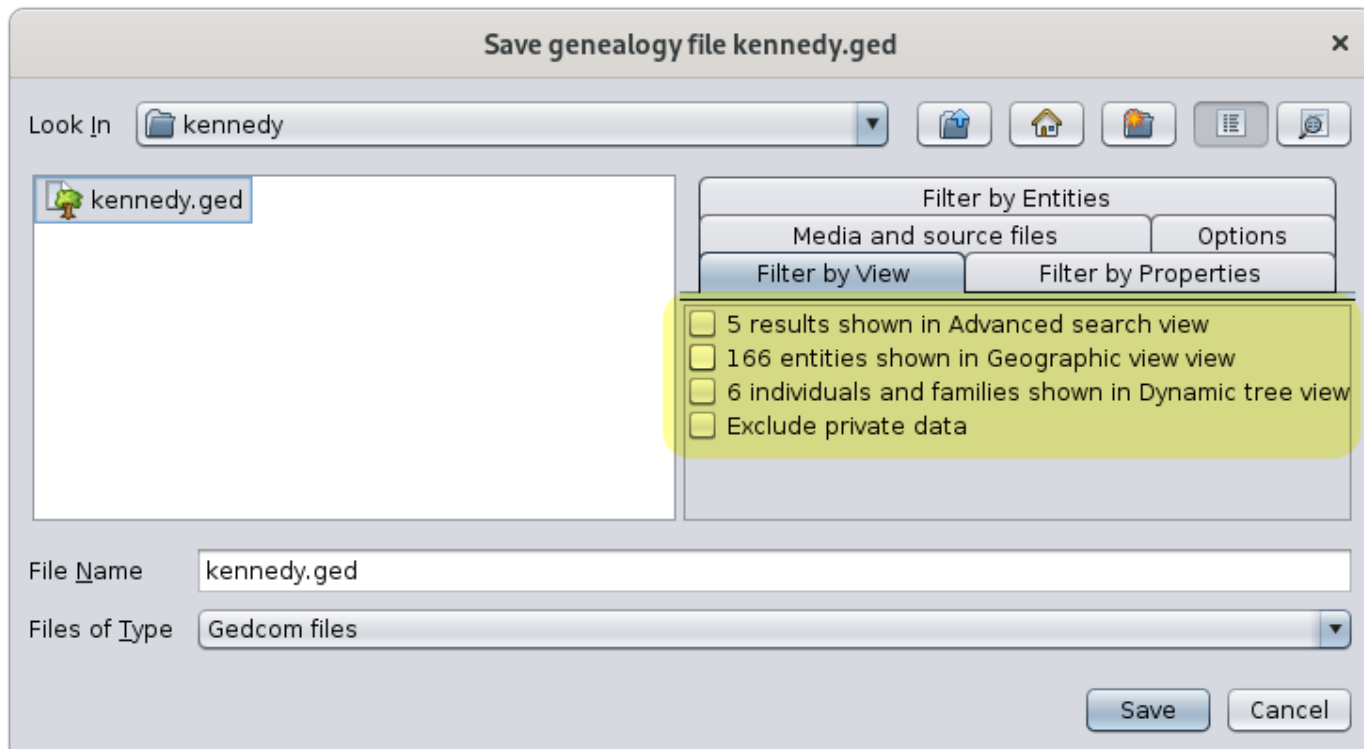 Save genealogy file kennedy.ged
Look In kennedy
kennedy.ged
Filter by Entities
Media and source files Options
Filter by View Filter by Properties
5 results shown in Advanced search view
166 entities shown in Geographic view view
6 individuals and families shown in Dynamic tree view
Exclude private data
File Name kennedy.ged
Files of Type Gedcom files
Save Cancel